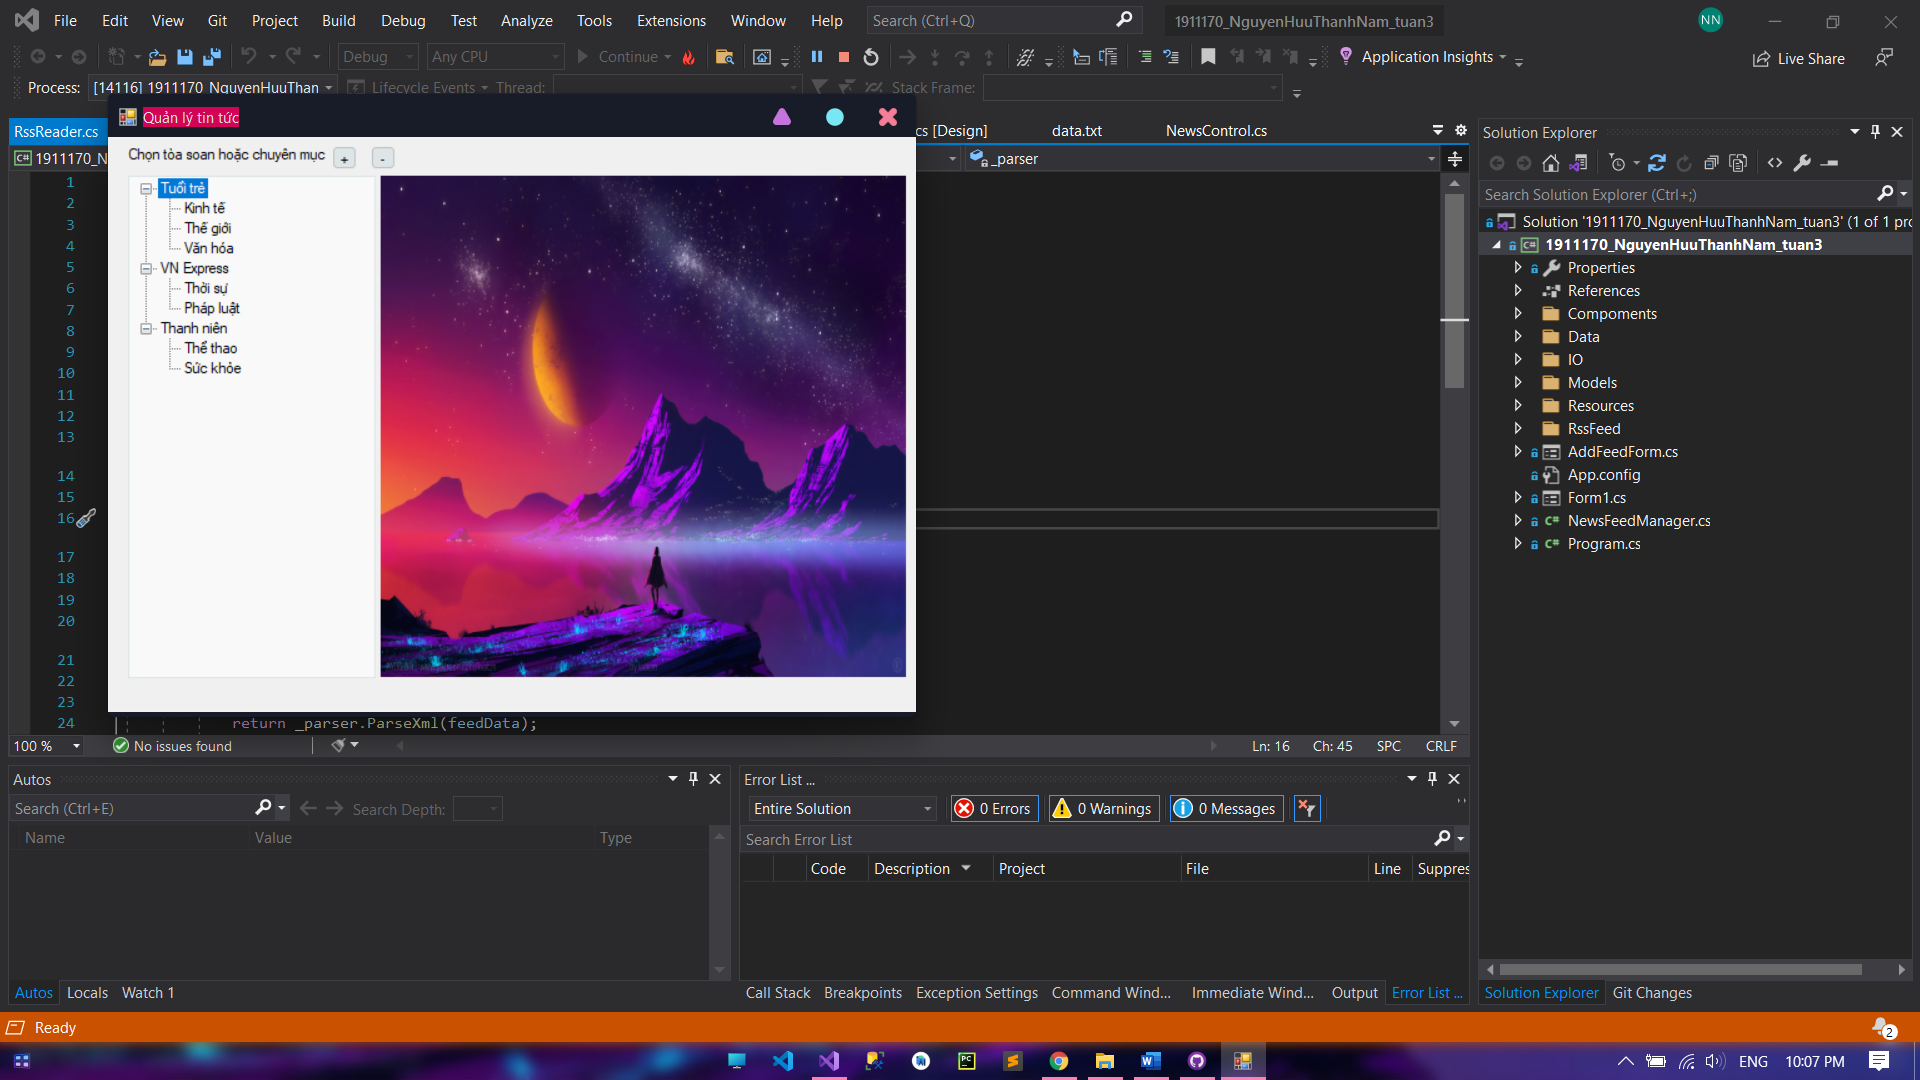 File Edit View Git Project Build Debug Test Analyze Tools Extensions Window Help Search (Ctrl+Q) 1911170_NguyenHuuThanhNam_tuan3 NN
Debug Any CPU Continue Application Insights Live Share
Process: [14116] 1911170_NguyenHuuThan Lifecycle Events Thread: Stack Frame:
Quản lý tin tức
RssReader.cs cs [Design] data.txt NewsControl.cs
1911170_N _parser
Chọn tòa soan hoặc chuyên mục + -
Tuổi trẻ
Kinh tế
Thế giới
Văn hóa
VN Express
Thời sự
Pháp luật
Thanh niên
Thể thao
Sức khỏe
1
2
3
4
5
6
7
8
9
10
11
12
13
14
15
16
17
18
19
20
21
22
23
24 return _parser.ParseXml(feedData);
100 % No issues found Ln: 16 Ch: 45 SPC CRLF
Solution Explorer
Search Solution Explorer (Ctrl+;)
Solution '1911170_NguyenHuuThanhNam_tuan3' (1 of 1 pro
1911170_NguyenHuuThanhNam_tuan3
Properties
References
Compoments
Data
IO
Models
Resources
RssFeed
AddFeedForm.cs
App.config
Form1.cs
NewsFeedManager.cs
Program.cs
Autos
Search (Ctrl+E) Search Depth:
Name Value Type
Autos Locals Watch 1
Error List ...
Entire Solution 0 Errors 0 Warnings 0 Messages
Search Error List
Code Description Project File Line Suppres
Call Stack Breakpoints Exception Settings Command Wind... Immediate Wind... Output Error List ...
Solution Explorer Git Changes
Ready 2
ENG 10:07 PM